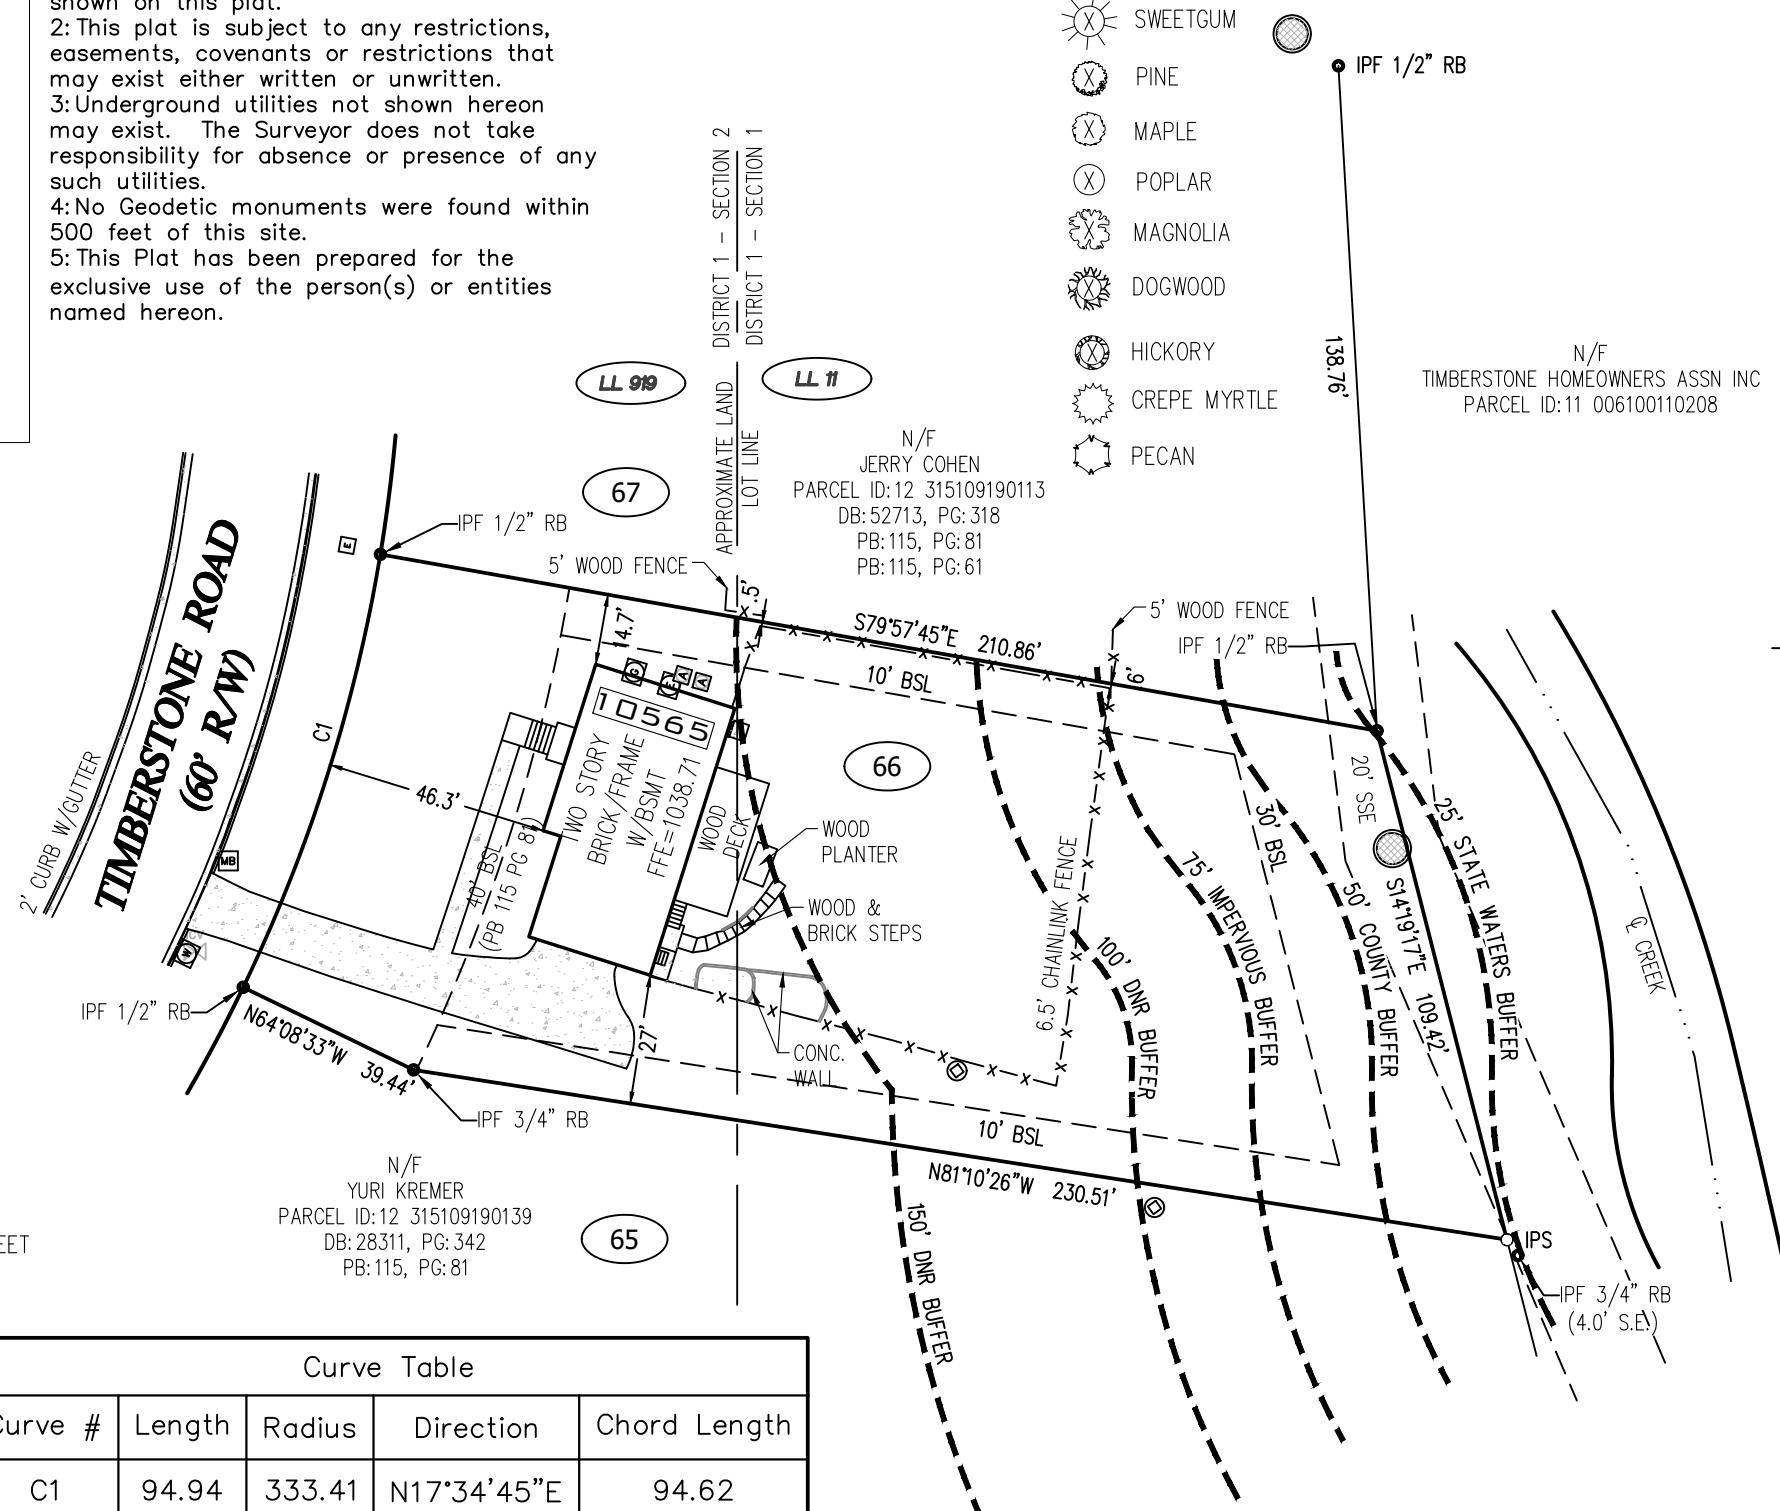 shown on this plat.
2: This plat is subject to any restrictions,
easements, covenants or restrictions that
may exist either written or unwritten.
3: Underground utilities not shown hereon
may exist. The Surveyor does not take
responsibility for absence or presence of any
such utilities.
4: No Geodetic monuments were found within
500 feet of this site.
5: This Plat has been prepared for the
exclusive use of the person(s) or entities
named hereon.
SWEETGUM
PINE
MAPLE
POPLAR
MAGNOLIA
DOGWOOD
HICKORY
CREPE MYRTLE
PECAN
IPF 1/2" RB
138.76'
N/F
TIMBERSTONE HOMEOWNERS ASSN INC
PARCEL ID: 11 006100110208
DISTRICT 1 - SECTION 2
DISTRICT 1 - SECTION 1
LL 919
LL 11
APPROXIMATE LAND
LOT LINE
67
N/F
JERRY COHEN
PARCEL ID: 12 315109190113
DB: 52713, PG: 318
PB: 115, PG: 81
PB: 115, PG: 61
IPF 1/2" RB
E
5' WOOD FENCE
.5'
14.7'
S79°57'45"E 210.86'
5' WOOD FENCE
IPF 1/2" RB
.6'
10' BSL
TIMBERSTONE ROAD
(60' R/W)
2' CURB W/GUTTER
C1
46.3'
G
E
A
A
10565
TWO STORY
BRICK/FRAME
W/BSMT
FFE=1038.71
WOOD
DECK
40' BSL
(PB 115 PG 81)
66
WOOD
PLANTER
WOOD &
BRICK STEPS
6.5' CHAINLINK FENCE
CONC.
WALL
27'
MB
W
IPF 1/2" RB
N64°08'33"W 39.44'
IPF 3/4" RB
20' SSE
30' BSL
25' STATE WATERS BUFFER
S14°19'17"E 109.42'
50' COUNTY BUFFER
75' IMPERVIOUS BUFFER
100' DNR BUFFER
150' DNR BUFFER
℄ CREEK
10' BSL
N81°10'26"W 230.51'
IPS
IPF 3/4" RB
(4.0' S.E.)
N/F
YURI KREMER
PARCEL ID: 12 315109190139
DB: 28311, PG: 342
PB: 115, PG: 81
65
EET
Curve Table
Curve # Length Radius Direction Chord Length
C1 94.94 333.41 N17°34'45"E 94.62